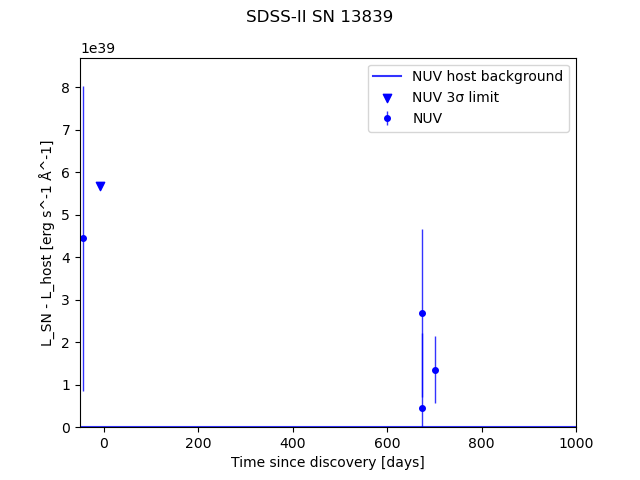 SDSS-II SN 13839
1e39
NUV host background
NUV 3σ limit
NUV
8
7
6
5
4
3
2
1
0
L_SN - L_host [erg s^-1 Å^-1]
0 200 400 600 800 1000
Time since discovery [days]